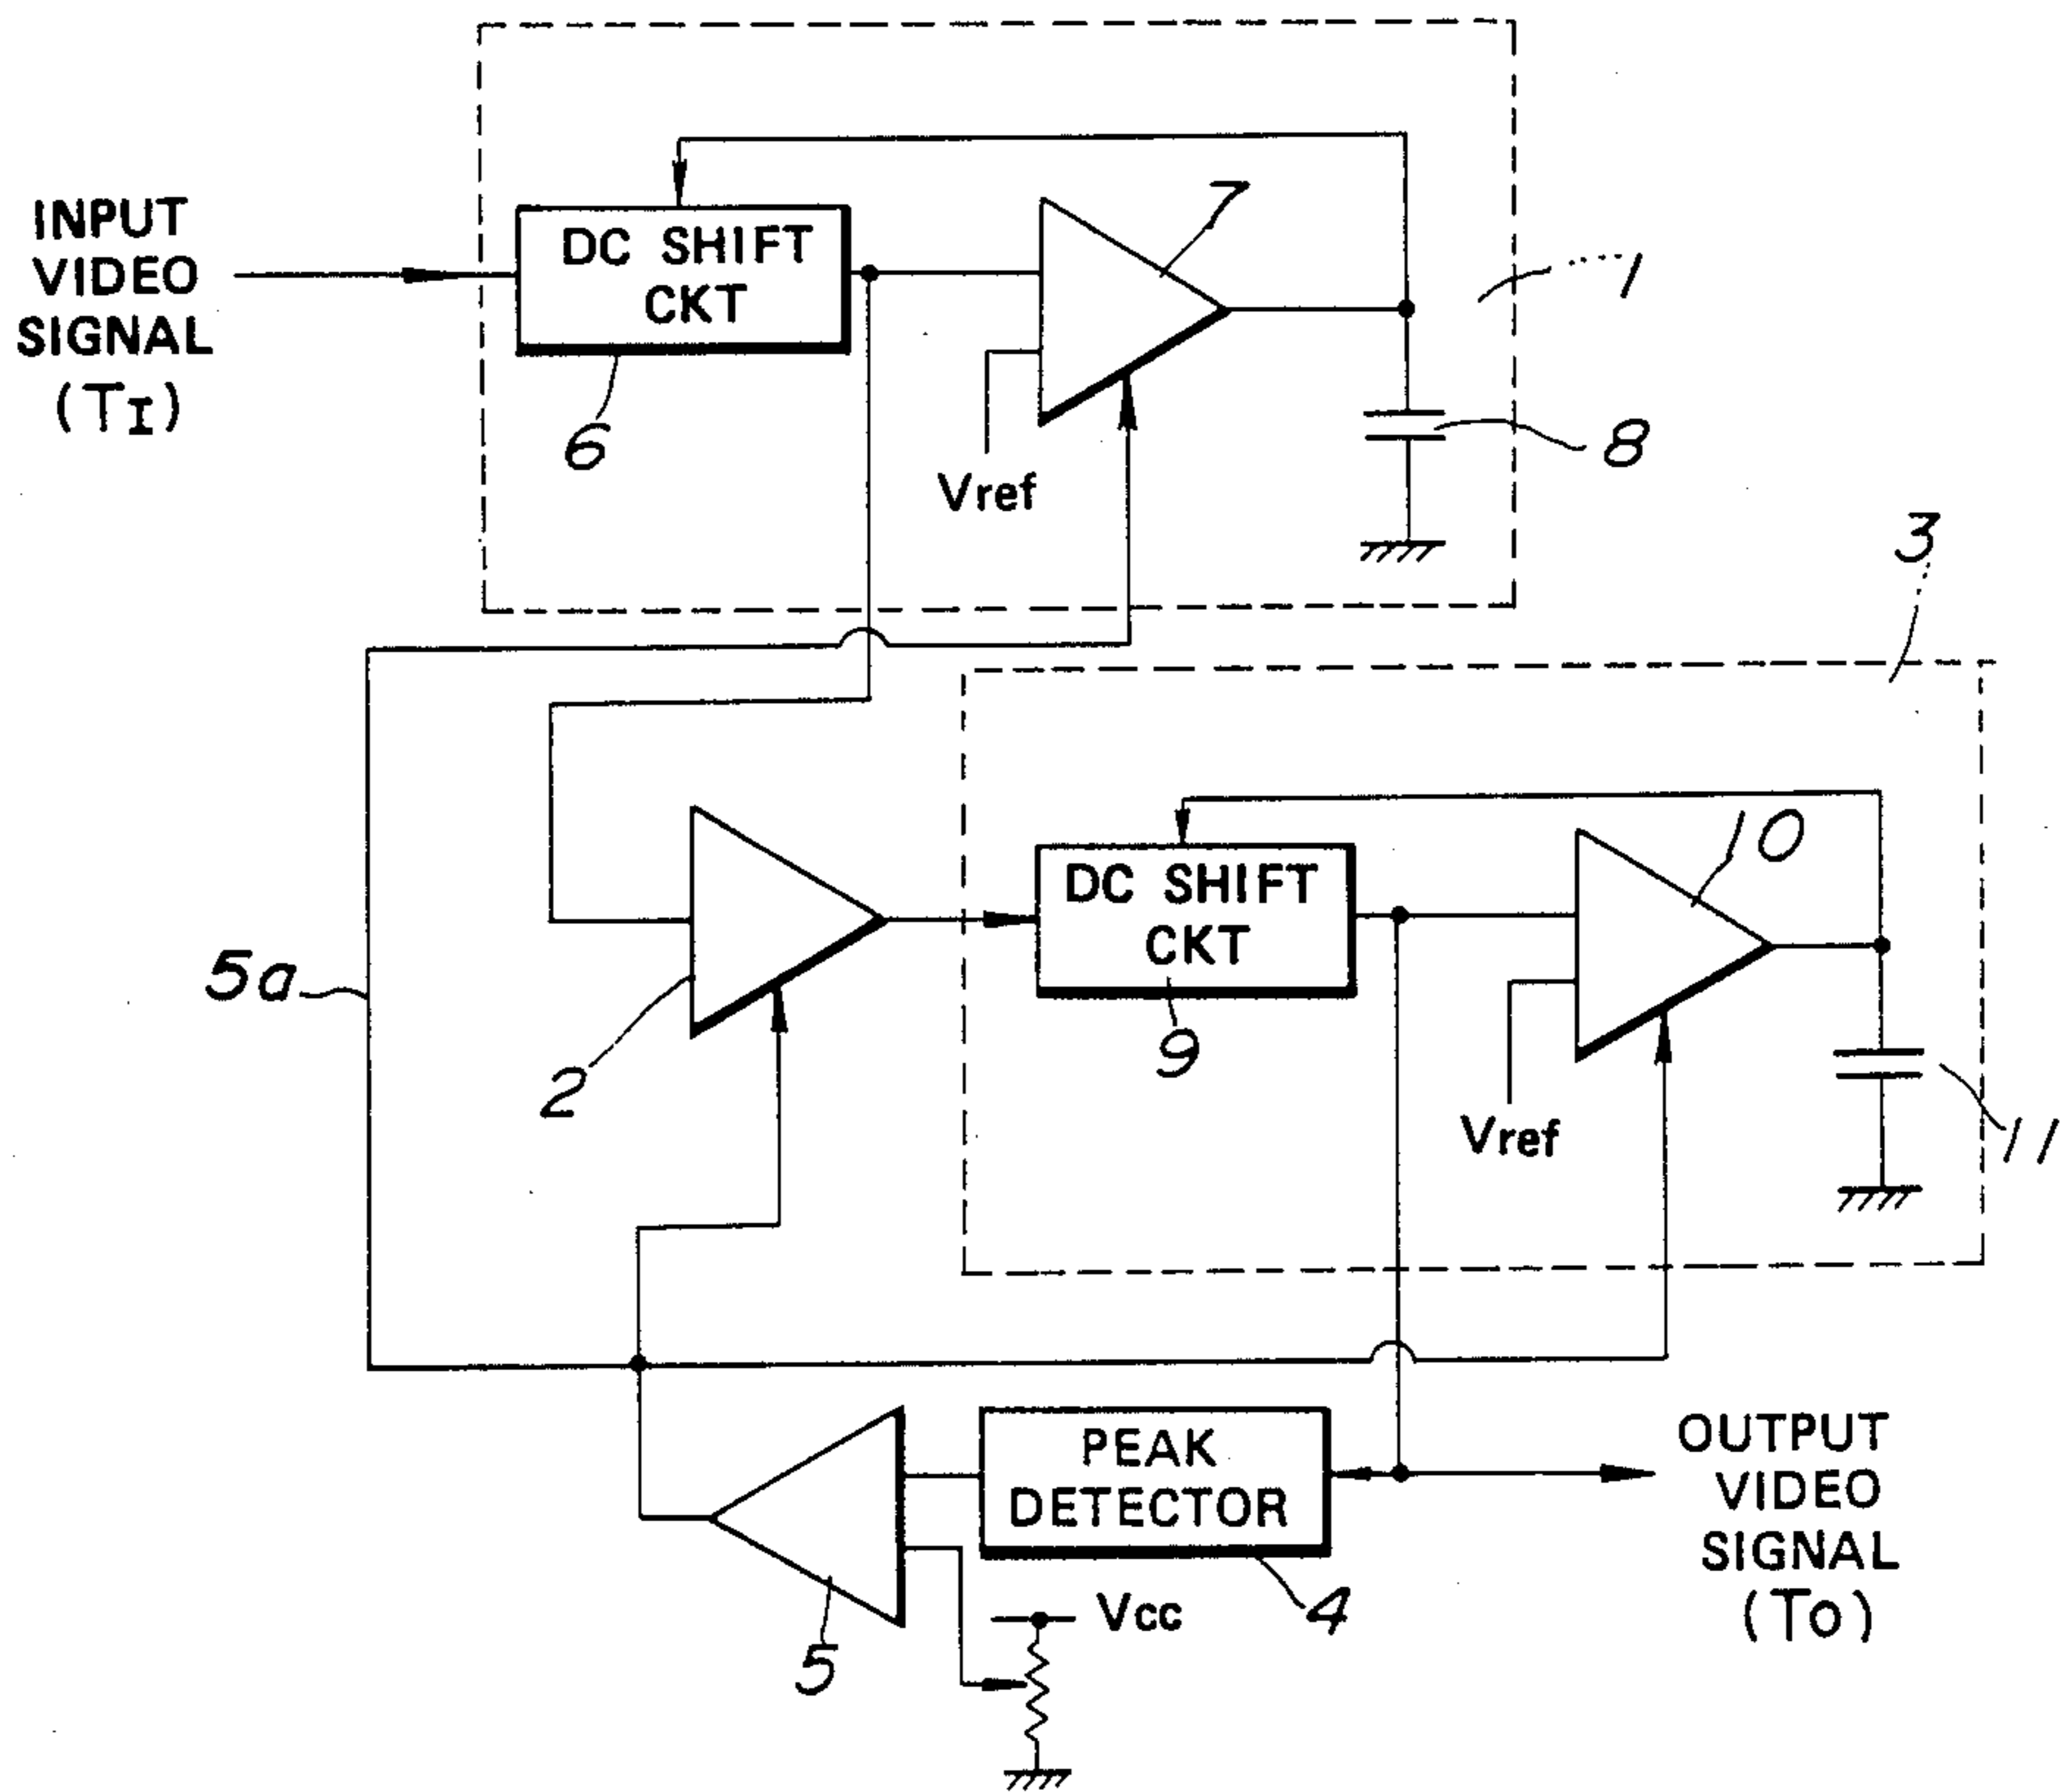 INPUT
VIDEO
SIGNAL
(TI)
DC SHIFT
CKT
6
7
Vref
8
1
3
5a
2
DC SHIFT
CKT
9
10
Vref
11
PEAK
DETECTOR
4
5
Vcc
OUTPUT
VIDEO
SIGNAL
(TO)